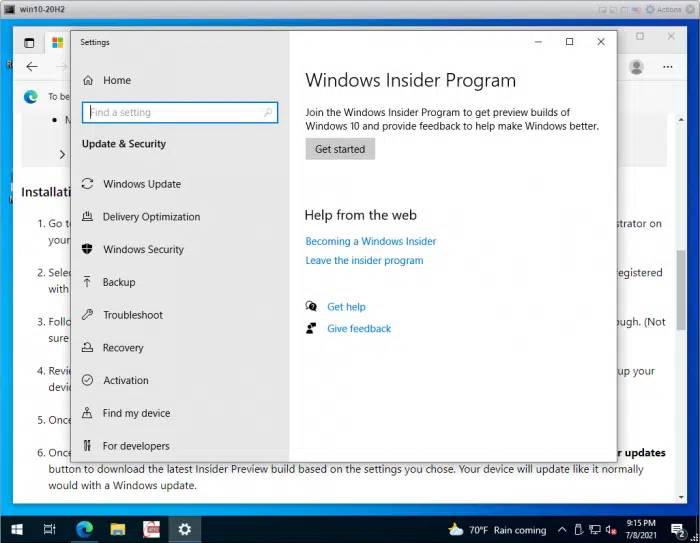 win10-20H2
Actions
Settings
Home
Find a setting
Update & Security
Windows Update
Delivery Optimization
Windows Security
Backup
Troubleshoot
Recovery
Activation
Find my device
For developers
Windows Insider Program
Join the Windows Insider Program to get preview builds of
Windows 10 and provide feedback to help make Windows better.
Get started
Help from the web
Becoming a Windows Insider
Leave the insider program
Get help
Give feedback
To be
Installati
1. Go t
strator on
your
2. Selec
registered
with
3. Follo
ugh. (Not
sure
4. Revi
up your
devi
5. Once
6. Once
r updates
button to download the latest Insider Preview build based on the settings you chose. Your device will update like it normally
would with a Windows update.
70°F Rain coming
9:15 PM
7/8/2021
2